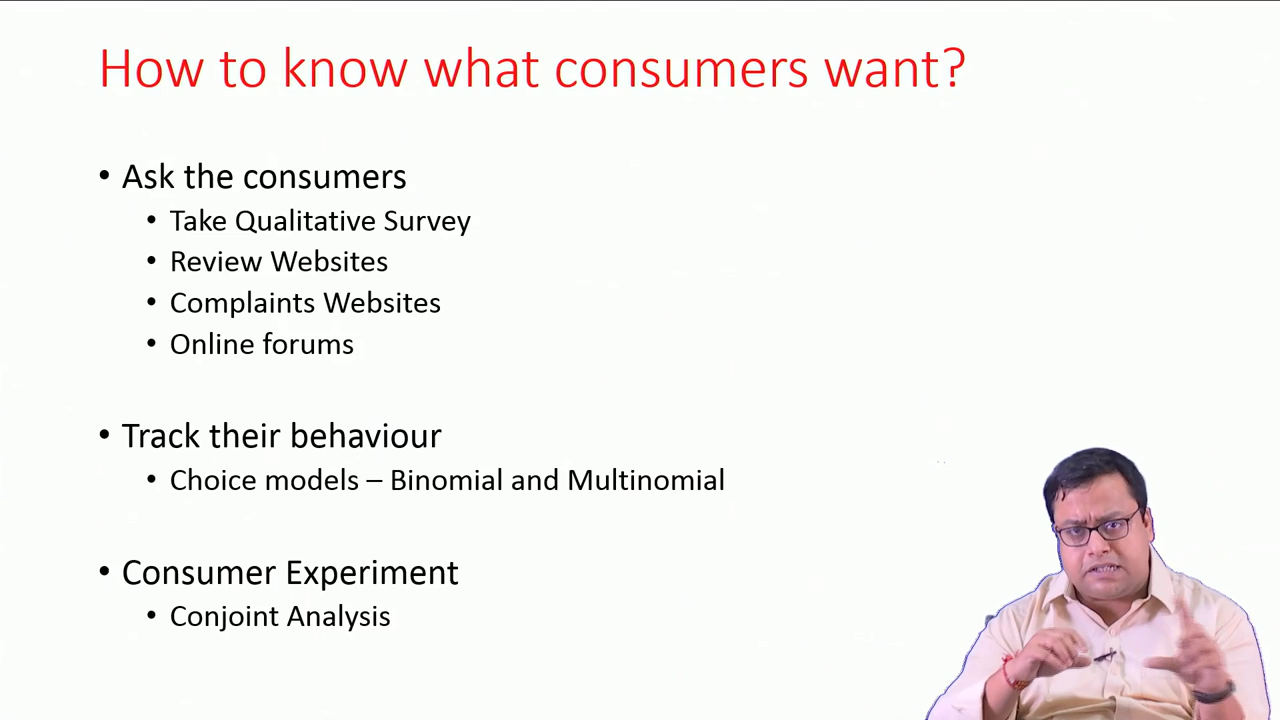 How to know what consumers want?
• Ask the consumers
• Take Qualitative Survey
• Review Websites
• Complaints Websites
• Online forums
• Track their behaviour
• Choice models – Binomial and Multinomial
• Consumer Experiment
• Conjoint Analysis